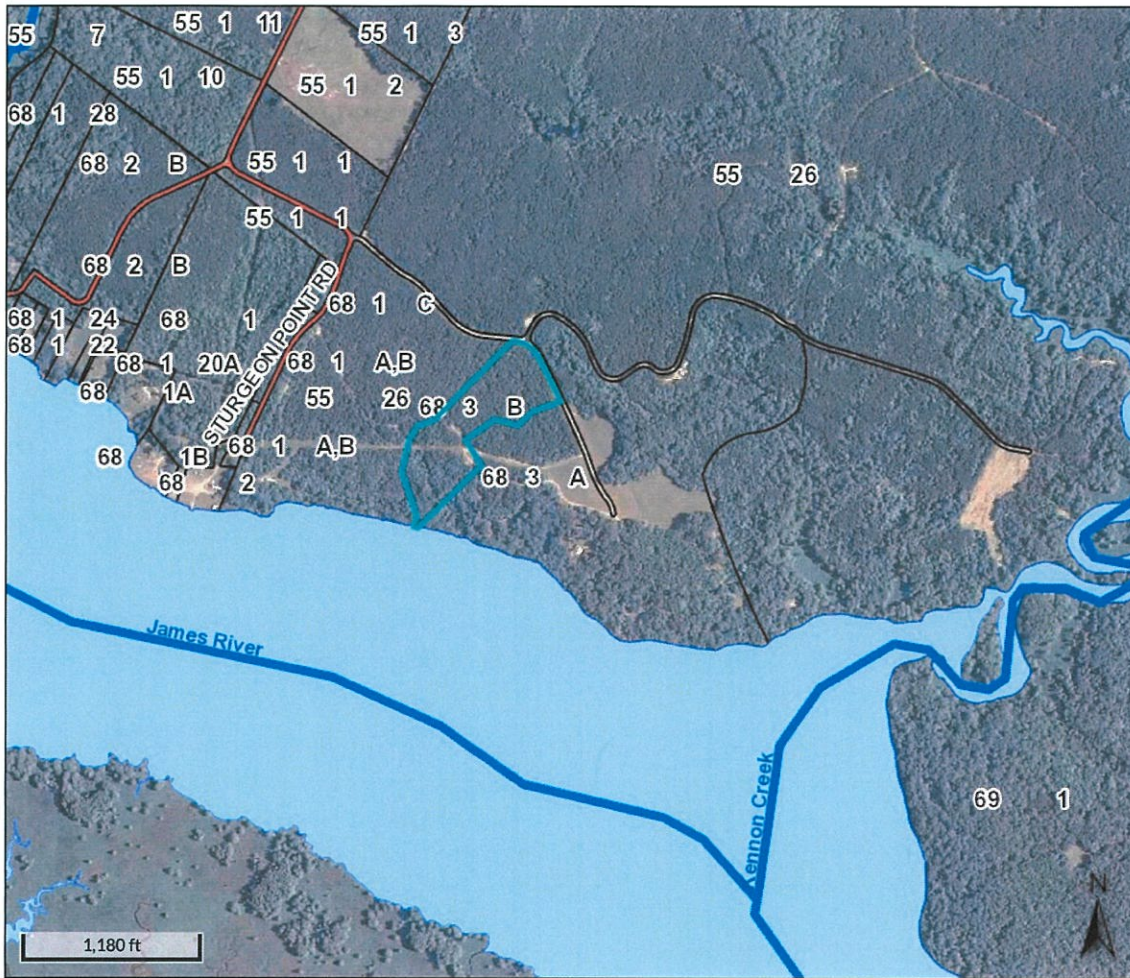 55 7
55 1 11
55 1 3
55 1 10
55 1 2
68 1 28
68 2 B
55 1 1
55 26
55 1 1
68 2 B
68 1 C
68 1 24
68 1
68 1 22
68 1 20A
68 1 A,B
STURGEON POINT RD
68 1A
55 26
68 3 B
68 1B
68 1 A,B
68 2
68 3 A
James River
Kennon Creek
69 1
N
1,180 ft